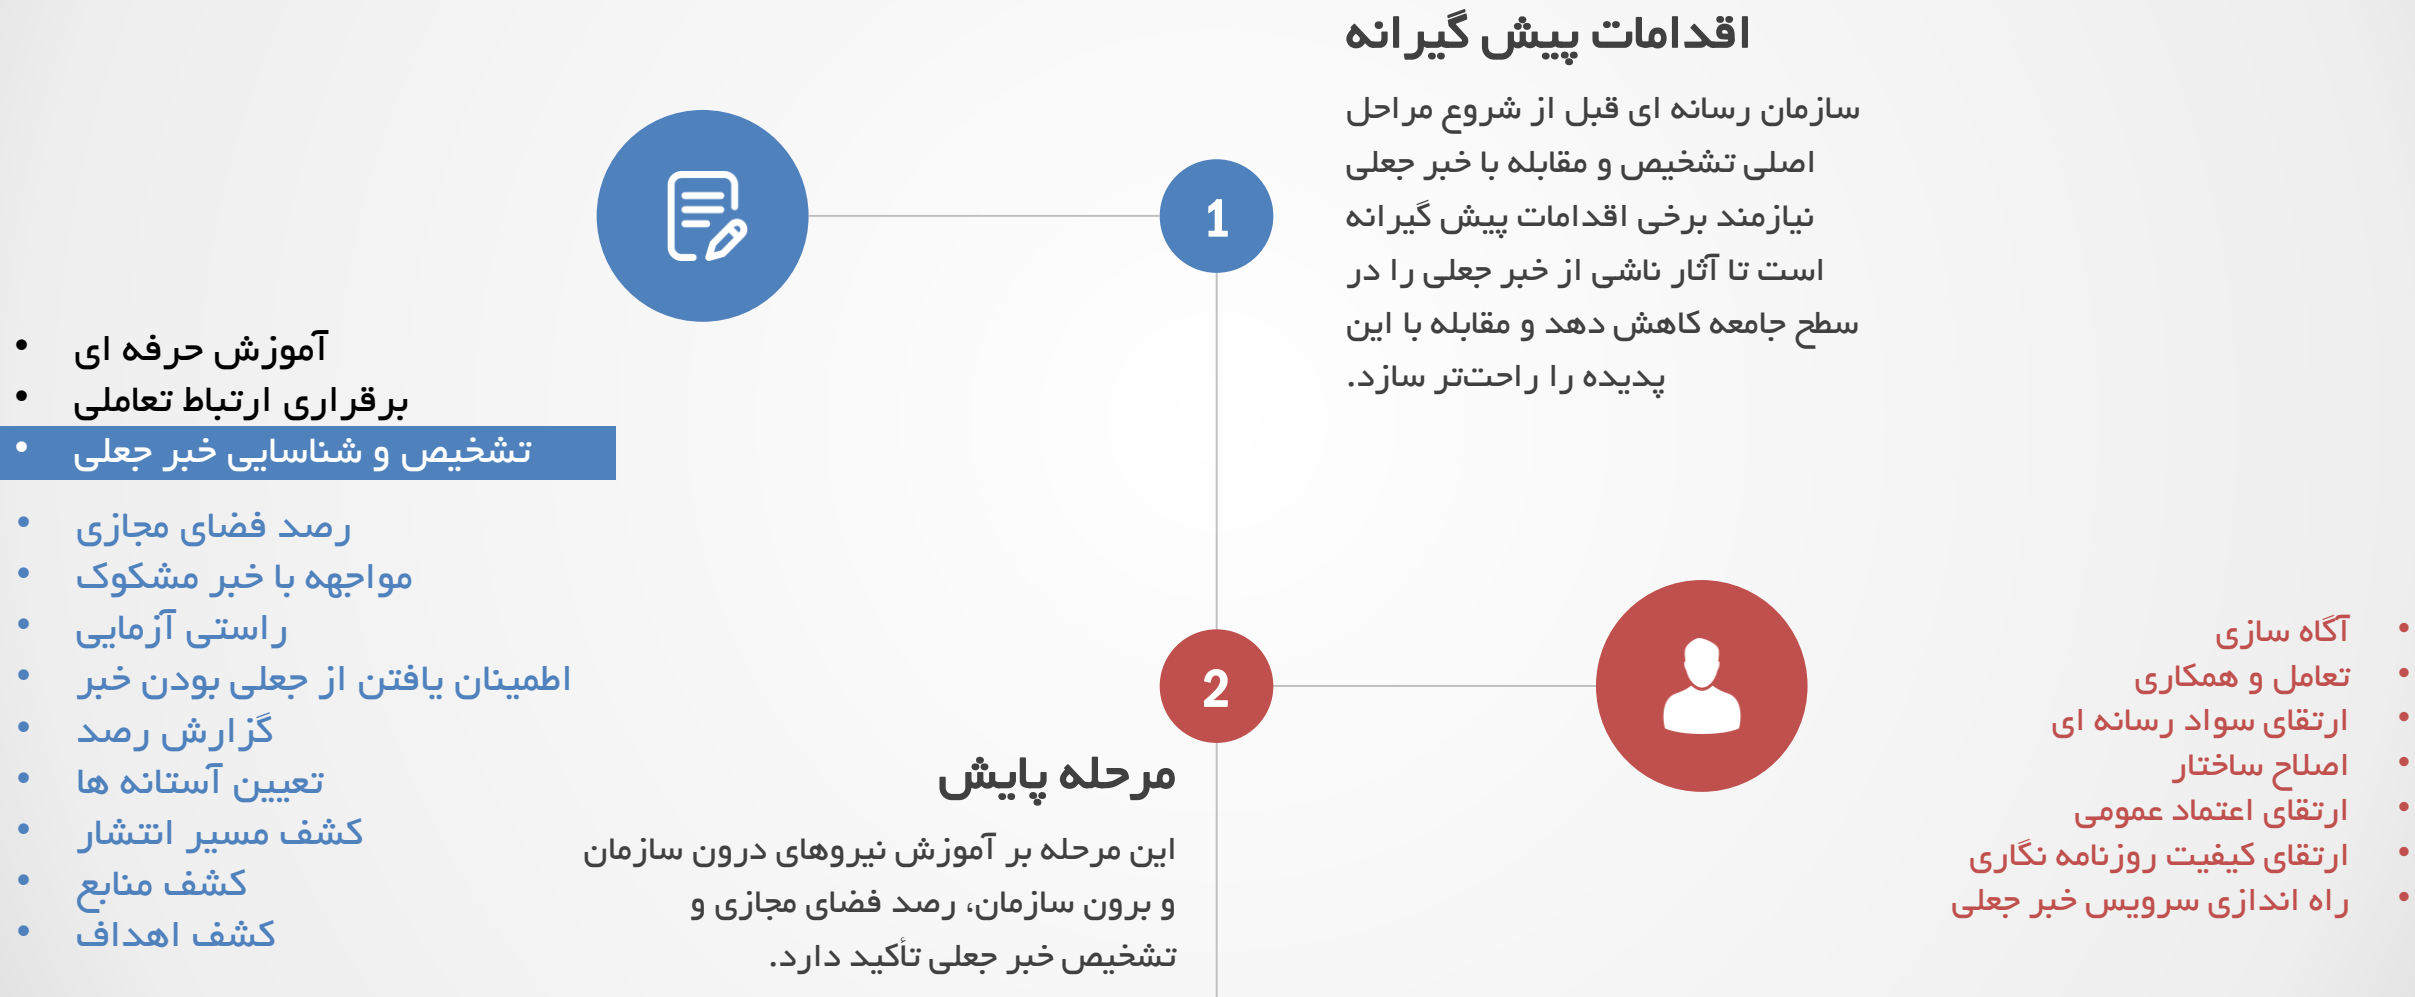 اقدامات پیش گیرانه
سازمان رسانه ای قبل از شروع مراحل
اصلی تشخیص و مقابله با خبر جعلی
نیازمند برخی اقدامات پیش گیرانه
است تا آثار ناشی از خبر جعلی را در
سطح جامعه کاهش دهد و مقابله با این
پدیده را راحت‌تر سازد.
1
• آگاه سازی
• تعامل و همکاری
• ارتقای سواد رسانه ای
• اصلاح ساختار
• ارتقای اعتماد عمومی
• ارتقای کیفیت روزنامه نگاری
• راه اندازی سرویس خبر جعلی
2
مرحله پایش
این مرحله بر آموزش نیروهای درون سازمان
و برون سازمان، رصد فضای مجازی و
تشخیص خبر جعلی تأکید دارد.
• آموزش حرفه ای
• برقراری ارتباط تعاملی
• تشخیص و شناسایی خبر جعلی
• رصد فضای مجازی
• مواجهه با خبر مشکوک
• راستی آزمایی
• اطمینان یافتن از جعلی بودن خبر
• گزارش رصد
• تعیین آستانه ها
• کشف مسیر انتشار
• کشف منابع
• کشف اهداف